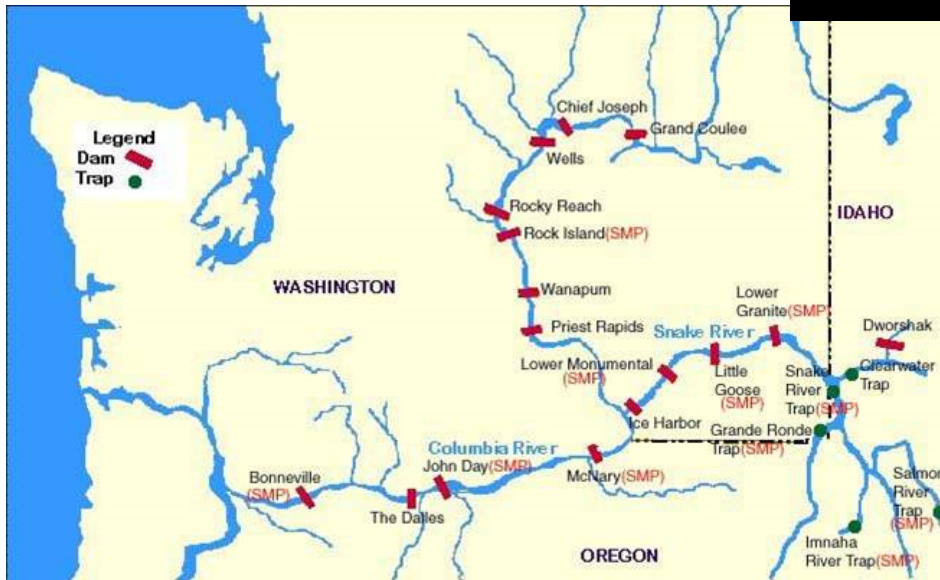 Legend
Dam
Trap
Chief Joseph
Grand Coulee
Wells
Rocky Reach
Rock Island(SMP)
IDAHO
WASHINGTON
Wanapum
Priest Rapids
Lower
Granite(SMP)
Snake River
Dworshak
Lower Monumental
(SMP)
Little
Goose
(SMP)
Snake
River
Trap(SMP)
Clearwater
Trap
Ice Harbor
Grande Ronde
Trap(SMP)
Columbia River
John Day(SMP)
McNary(SMP)
Bonneville
(SMP)
The Dalles
Salmon
River
Trap
(SMP)
Imnaha
River Trap(SMP)
OREGON